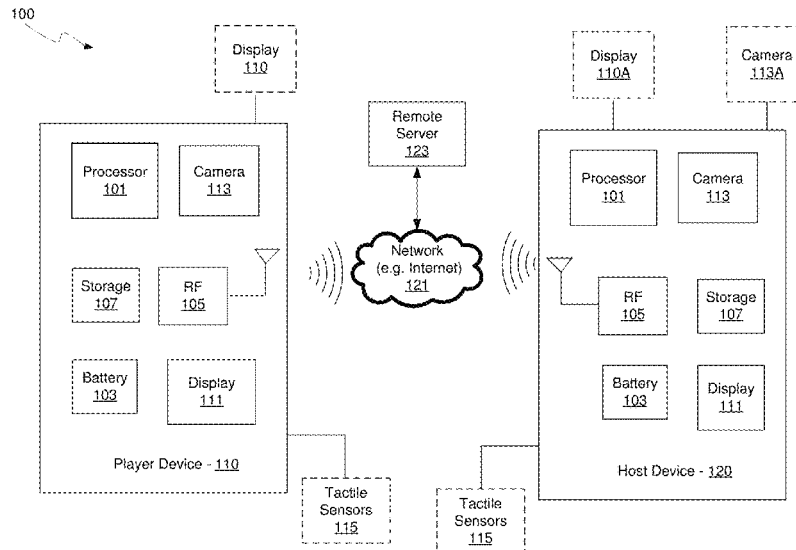 100
Display
110
Display
110A
Camera
113A
Remote
Server
123
Processor
101
Camera
113
Processor
101
Camera
113
Network
(e.g. Internet)
121
Storage
107
RF
105
RF
105
Storage
107
Battery
103
Display
111
Battery
103
Display
111
Player Device - 110
Host Device - 120
Tactile
Sensors
115
Tactile
Sensors
115